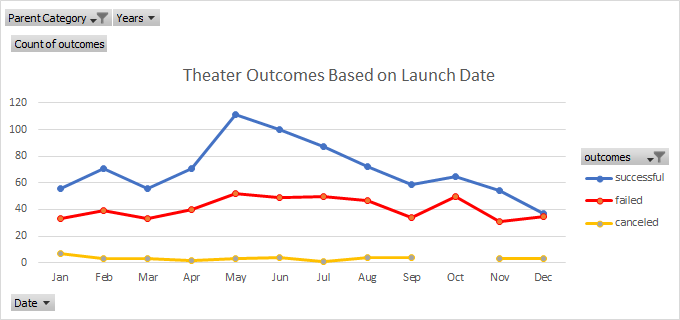 Parent Category Years
Count of outcomes
Theater Outcomes Based on Launch Date
120
100
80
60
40
20
0
Jan Feb Mar Apr May Jun Jul Aug Sep Oct Nov Dec
outcomes
successful
failed
canceled
Date